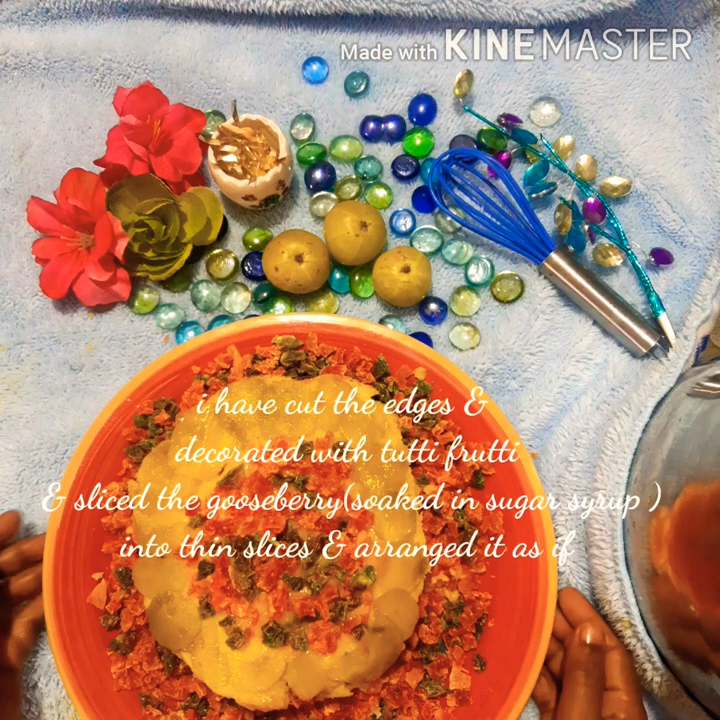 Made with KINEMASTER
i have cut the edges &
decorated with tutti frutti
& sliced the gooseberry(soaked in sugar syrup )
into thin slices & arranged it as if